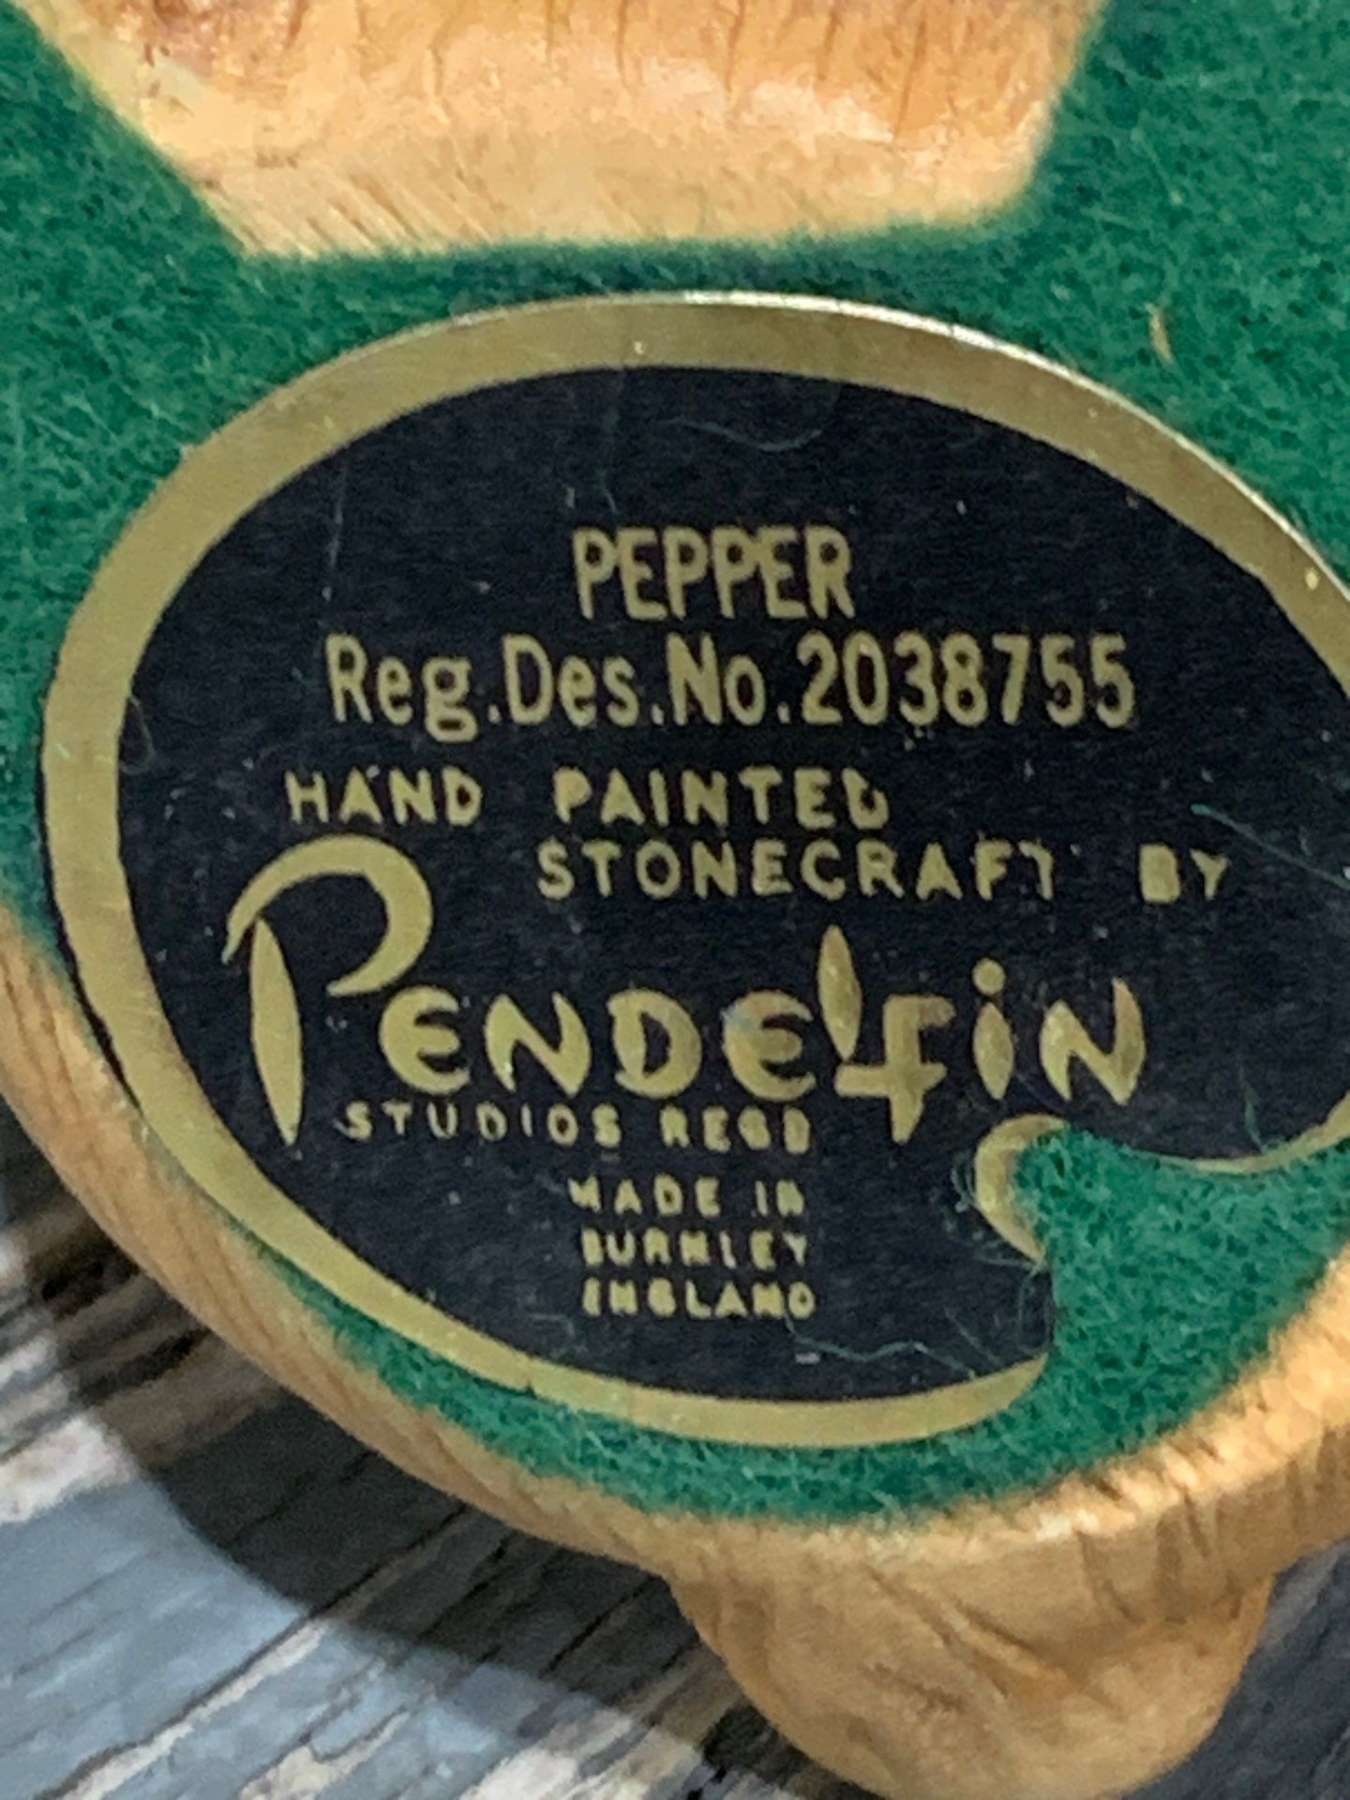 PEPPER
Reg.Des.No.2038755
HAND PAINTED
STONECRAFT BY
PENDELFIN
STUDIOS REGD
MADE IN
BURNLEY
ENGLAND